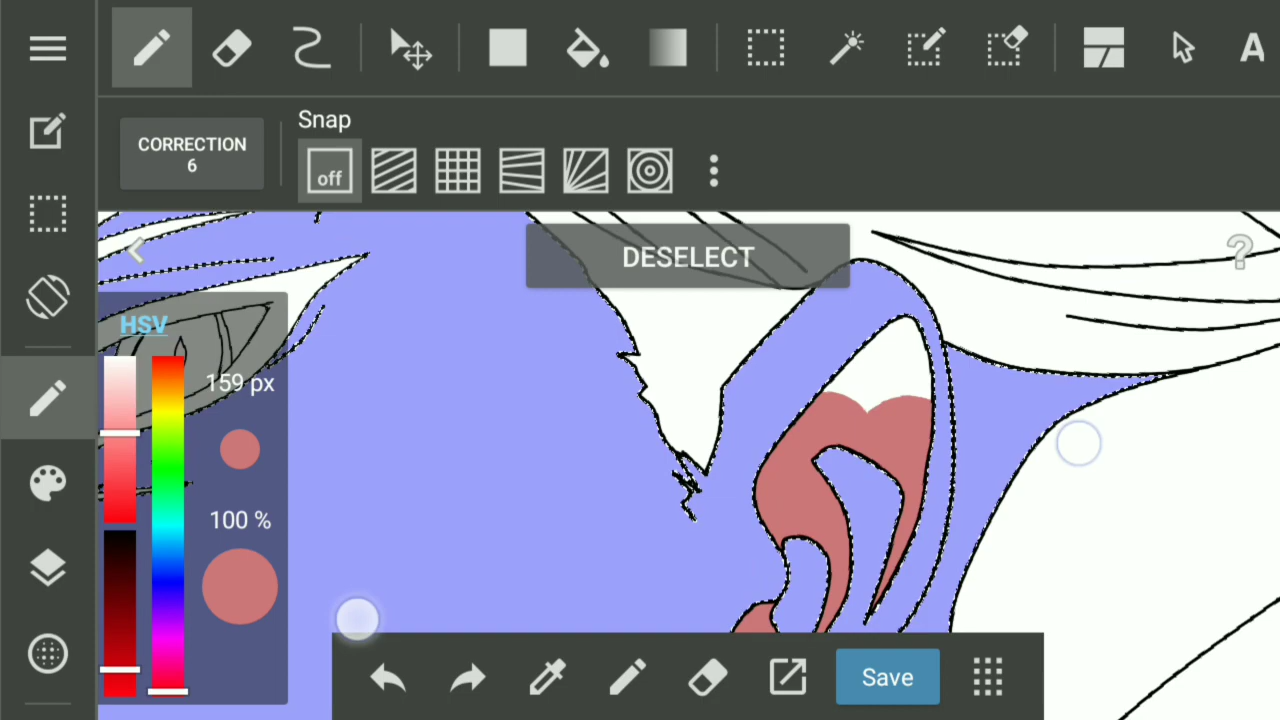 A
CORRECTION
6
Snap
off
DESELECT
?
HSV
159 px
100 %
Save